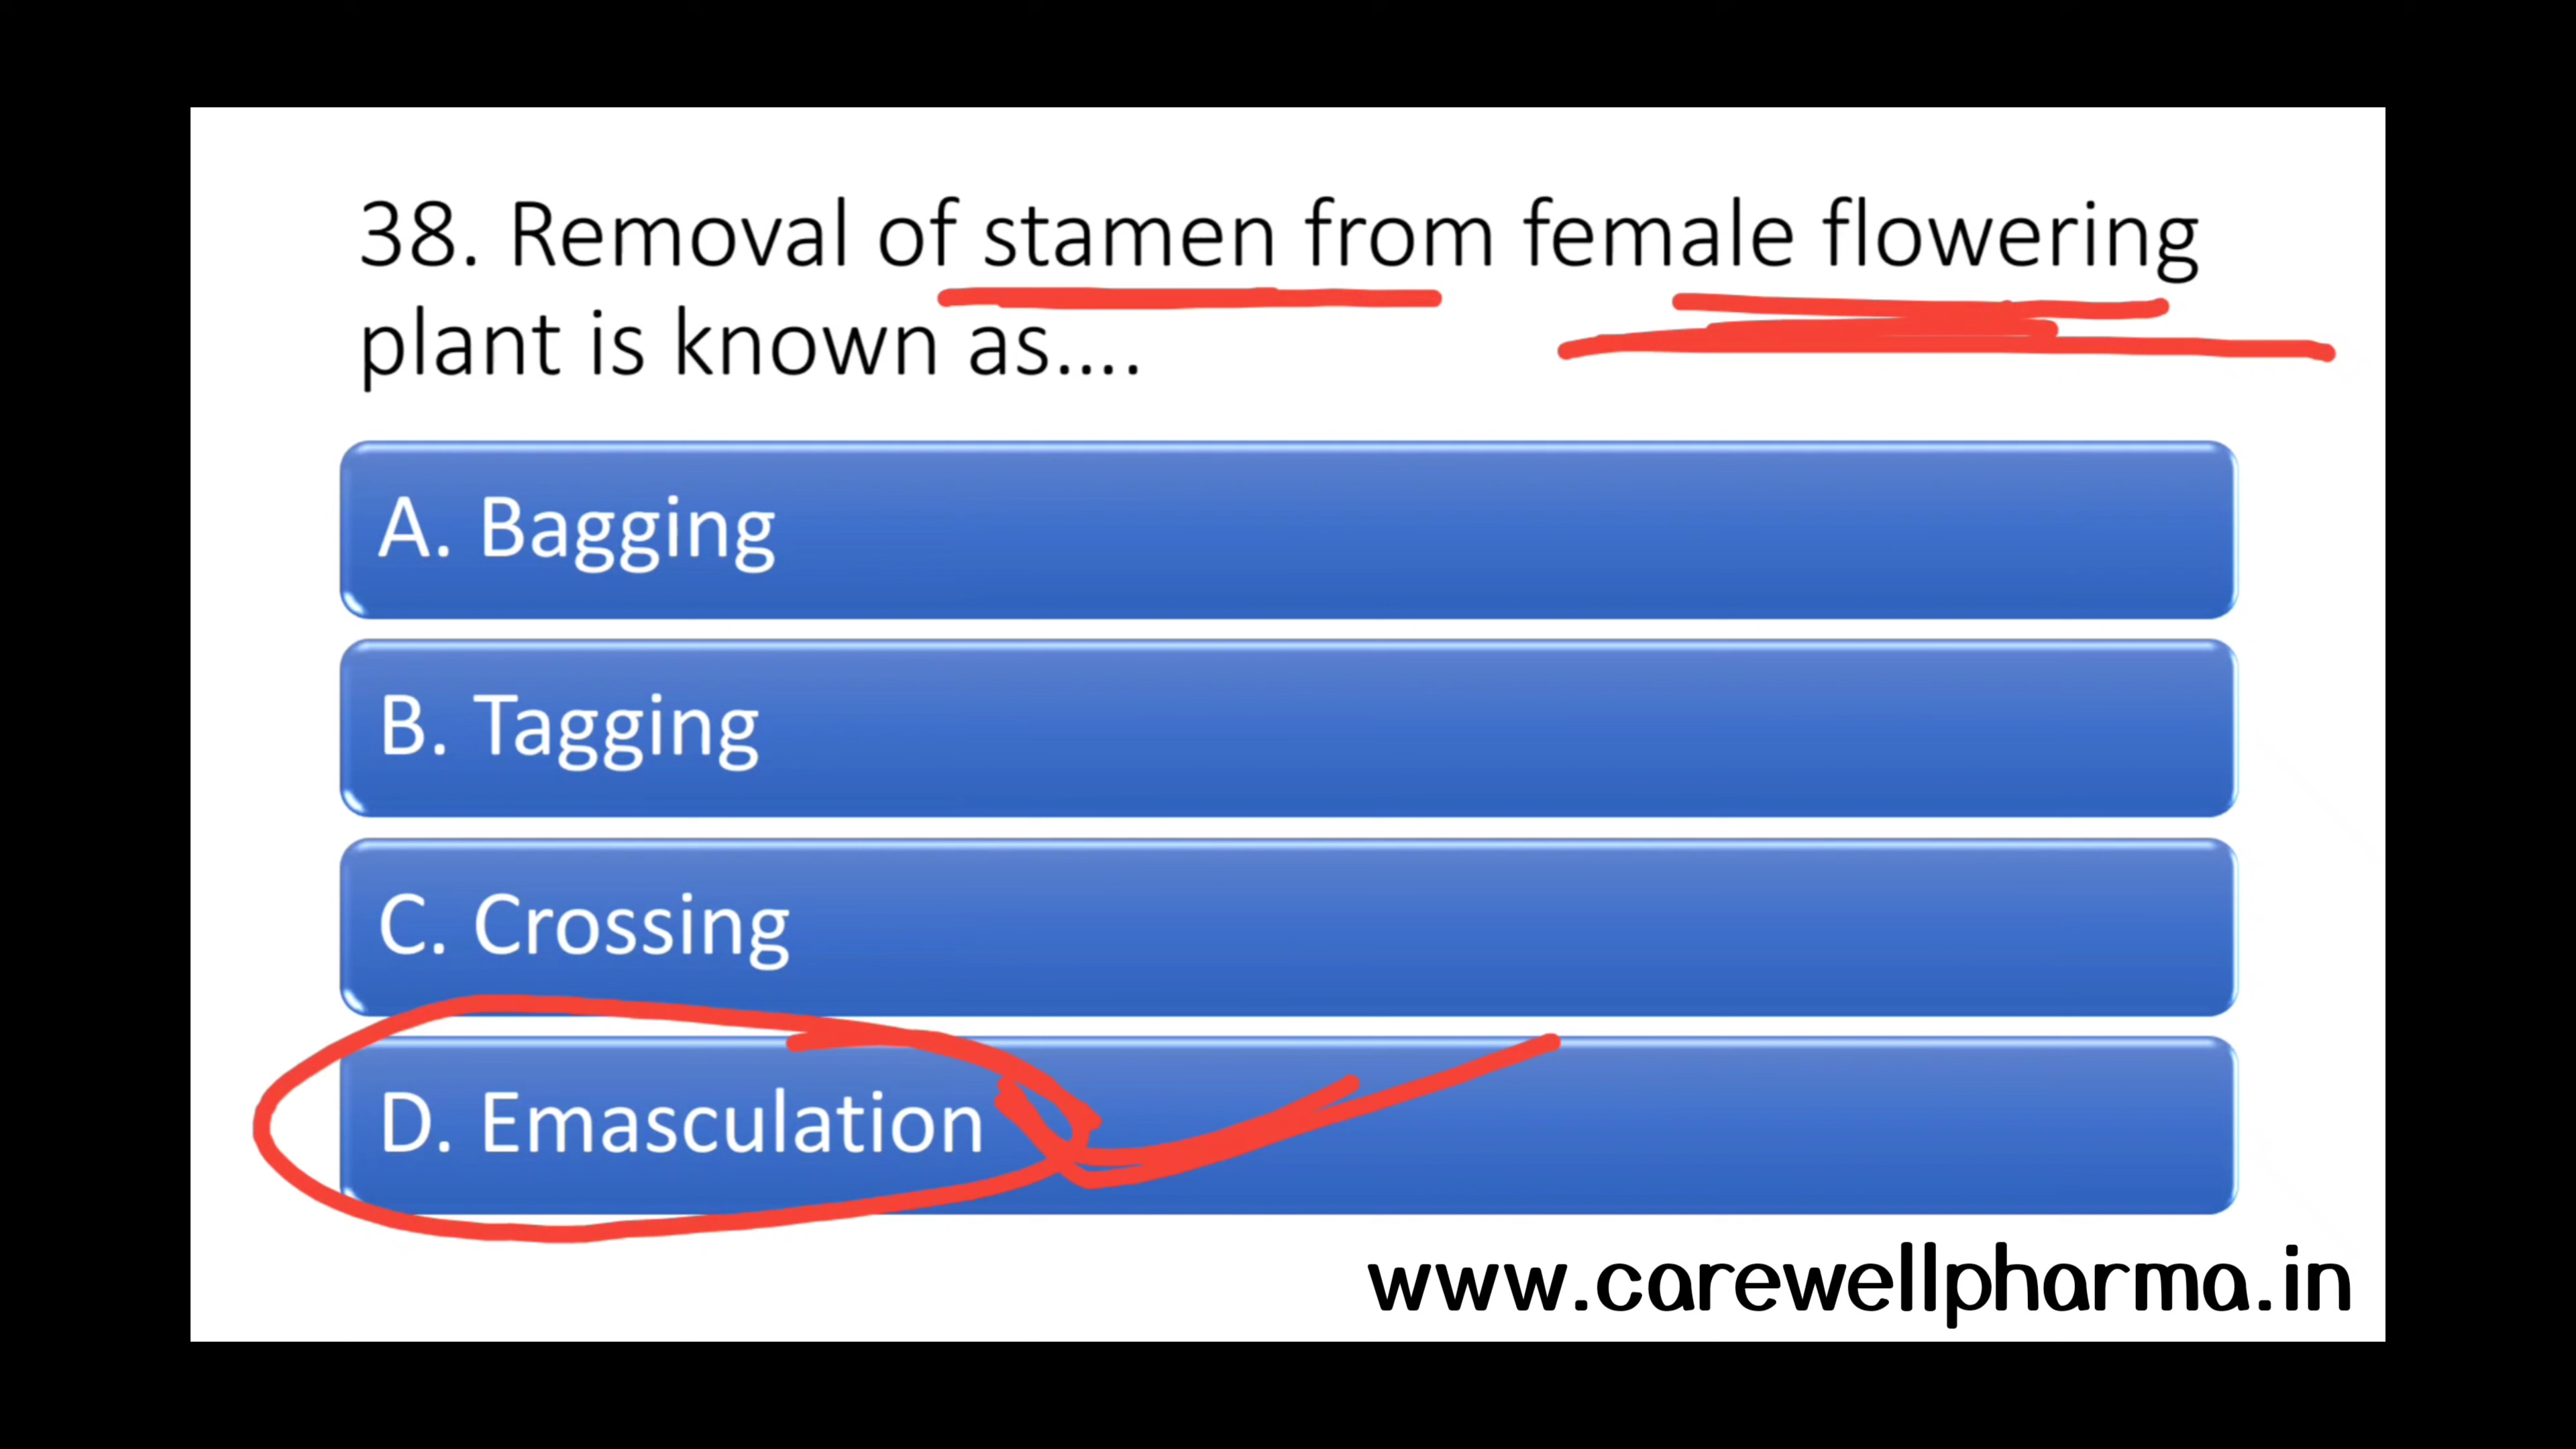 38. Removal of stamen from female flowering
plant is known as....
A. Bagging
B. Tagging
C. Crossing
D. Emasculation
www.carewellpharma.in